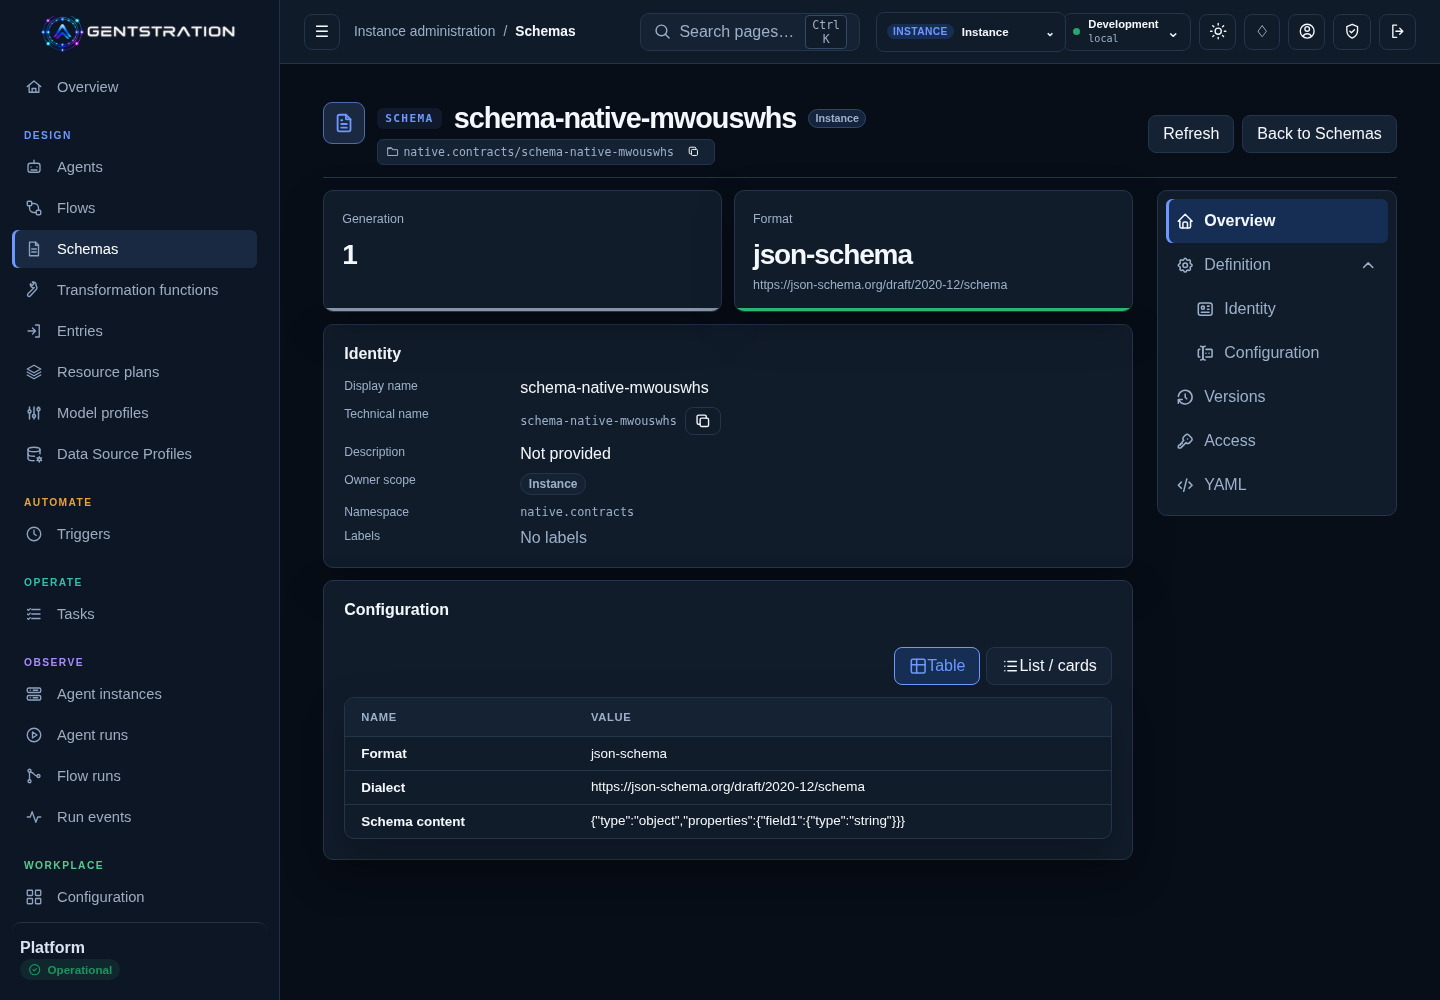 GENTSTRATION
Overview
DESIGN
Agents
Flows
Schemas
Transformation functions
Entries
Resource plans
Model profiles
Data Source Profiles
AUTOMATE
Triggers
OPERATE
Tasks
OBSERVE
Agent instances
Agent runs
Flow runs
Run events
WORKPLACE
Configuration
Platform
Operational
Instance administration / Schemas
Search pages… Ctrl K
INSTANCE Instance
Development
local
SCHEMA schema-native-mwouswhs Instance
native.contracts/schema-native-mwouswhs
Refresh
Back to Schemas
Generation
1
Format
json-schema
https://json-schema.org/draft/2020-12/schema
Identity
Display name schema-native-mwouswhs
Technical name schema-native-mwouswhs
Description Not provided
Owner scope Instance
Namespace native.contracts
Labels No labels
Configuration
Table List / cards
NAME VALUE
Format json-schema
Dialect https://json-schema.org/draft/2020-12/schema
Schema content {"type":"object","properties":{"field1":{"type":"string"}}}
Overview
Definition
Identity
Configuration
Versions
Access
YAML